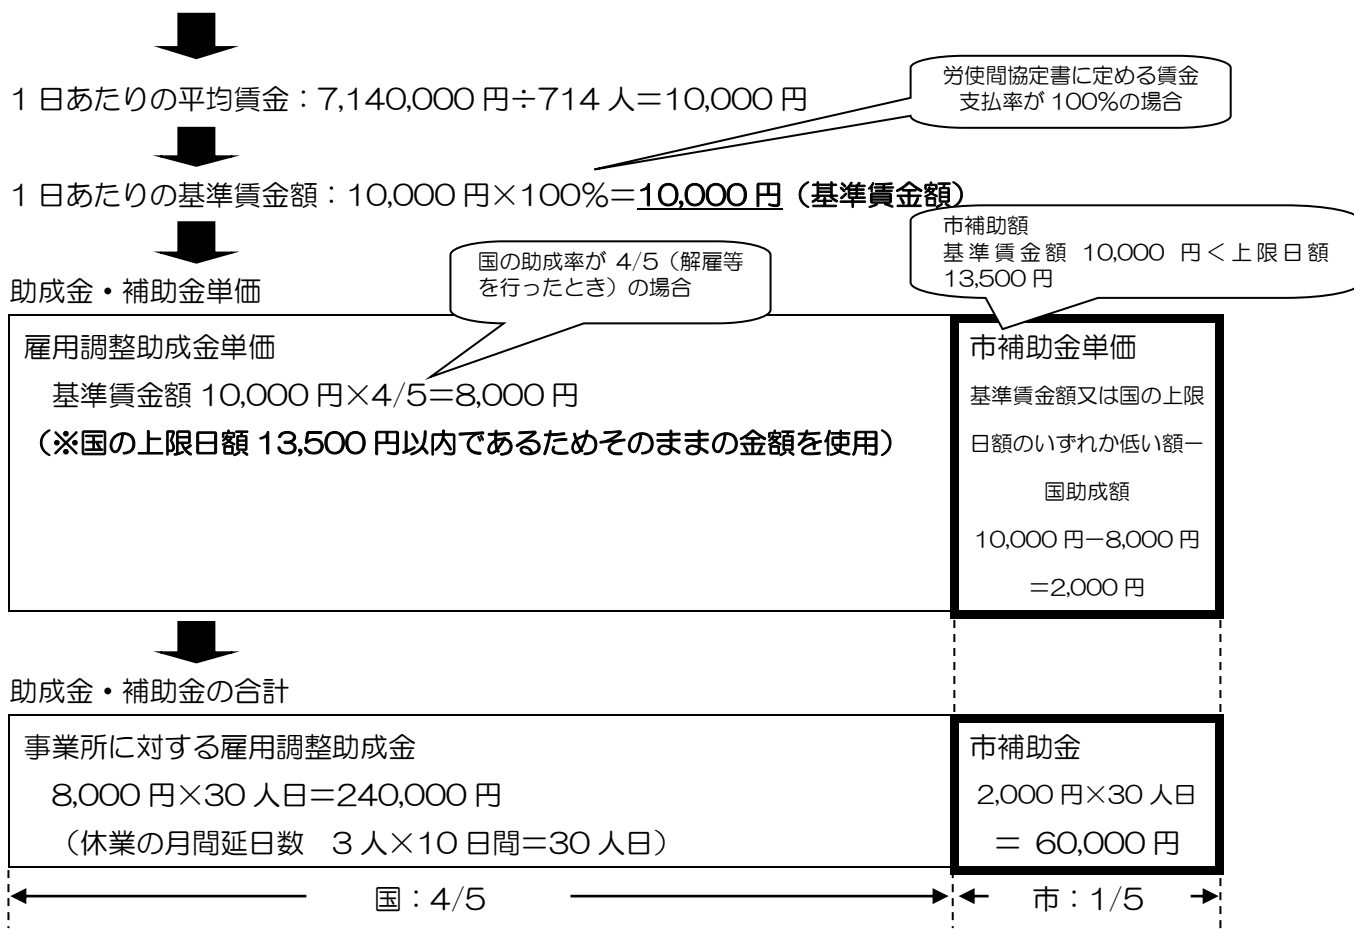 1日あたりの平均賃金：7,140,000円÷714人＝10,000円
労使間協定書に定める賃金
支払率が100％の場合
1日あたりの基準賃金額：10,000円×100％＝10,000円（基準賃金額）
助成金・補助金単価
国の助成率が 4/5（解雇等
を行ったとき）の場合
市補助額
基準賃金額 10,000 円＜上限日額
13,500円
雇用調整助成金単価
基準賃金額 10,000円×4/5＝8,000円
（※国の上限日額13,500円以内であるためそのままの金額を使用）
市補助金単価
基準賃金額又は国の上限
日額のいずれか低い額－
国助成額
10,000円－8,000円
＝2,000円
助成金・補助金の合計
事業所に対する雇用調整助成金
8,000円×30人日＝240,000円
（休業の月間延日数　3人×10日間＝30人日）
市補助金
2,000円×30人日
＝ 60,000円
国：4/5
市：1/5